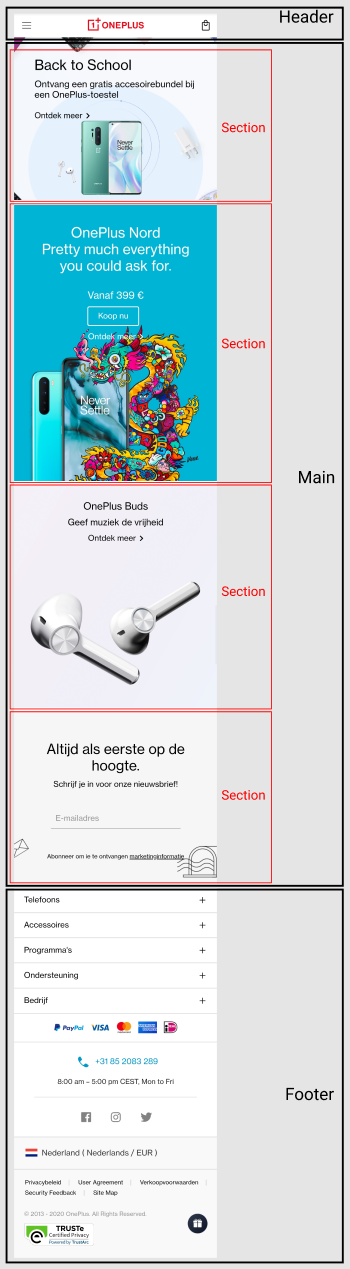 ONEPLUS
Header
Back to School
Ontvang een gratis accesoirebundel bij
een OnePlus-toestel
Ontdek meer
Never
Settle
Section
OnePlus Nord
Pretty much everything
you could ask for.
Vanaf 399 €
Koop nu
Ontdek meer
Never
Settle
Section
Main
OnePlus Buds
Geef muziek de vrijheid
Ontdek meer
Section
Altijd als eerste op de
hoogte.
Schrijf je in voor onze nieuwsbrief!
E-mailadres
Abonneer om ie te ontvangen marketinginformatie
Section
Telefoons
Accessoires
Programma's
Ondersteuning
Bedrijf
PayPal VISA
+31 85 2083 289
8:00 am – 5:00 pm CEST, Mon to Fri
Footer
Nederland ( Nederlands / EUR )
Privacybeleid | User Agreement | Verkoopvoorwaarden |
Security Feedback | Site Map
© 2013 - 2020 OnePlus. All Rights Reserved.
TRUSTe
Certified Privacy
Powered by TrustArc